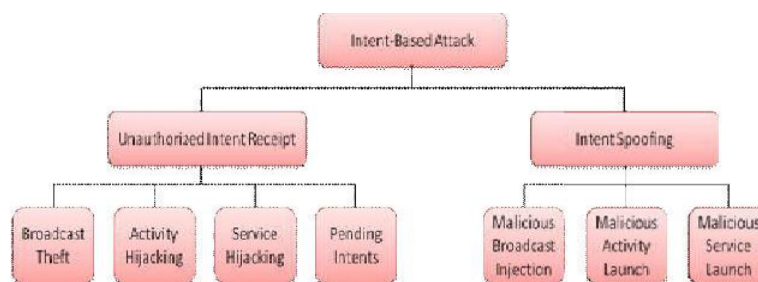 Intent-Based Attack
Unauthorized Intent Receipt
Intent Spoofing
Broadcast
Theft
Activity
Hijacking
Service
Hijacking
Pending
Intents
Malicious
Broadcast
Injection
Malicious
Activity
Launch
Malicious
Service
Launch